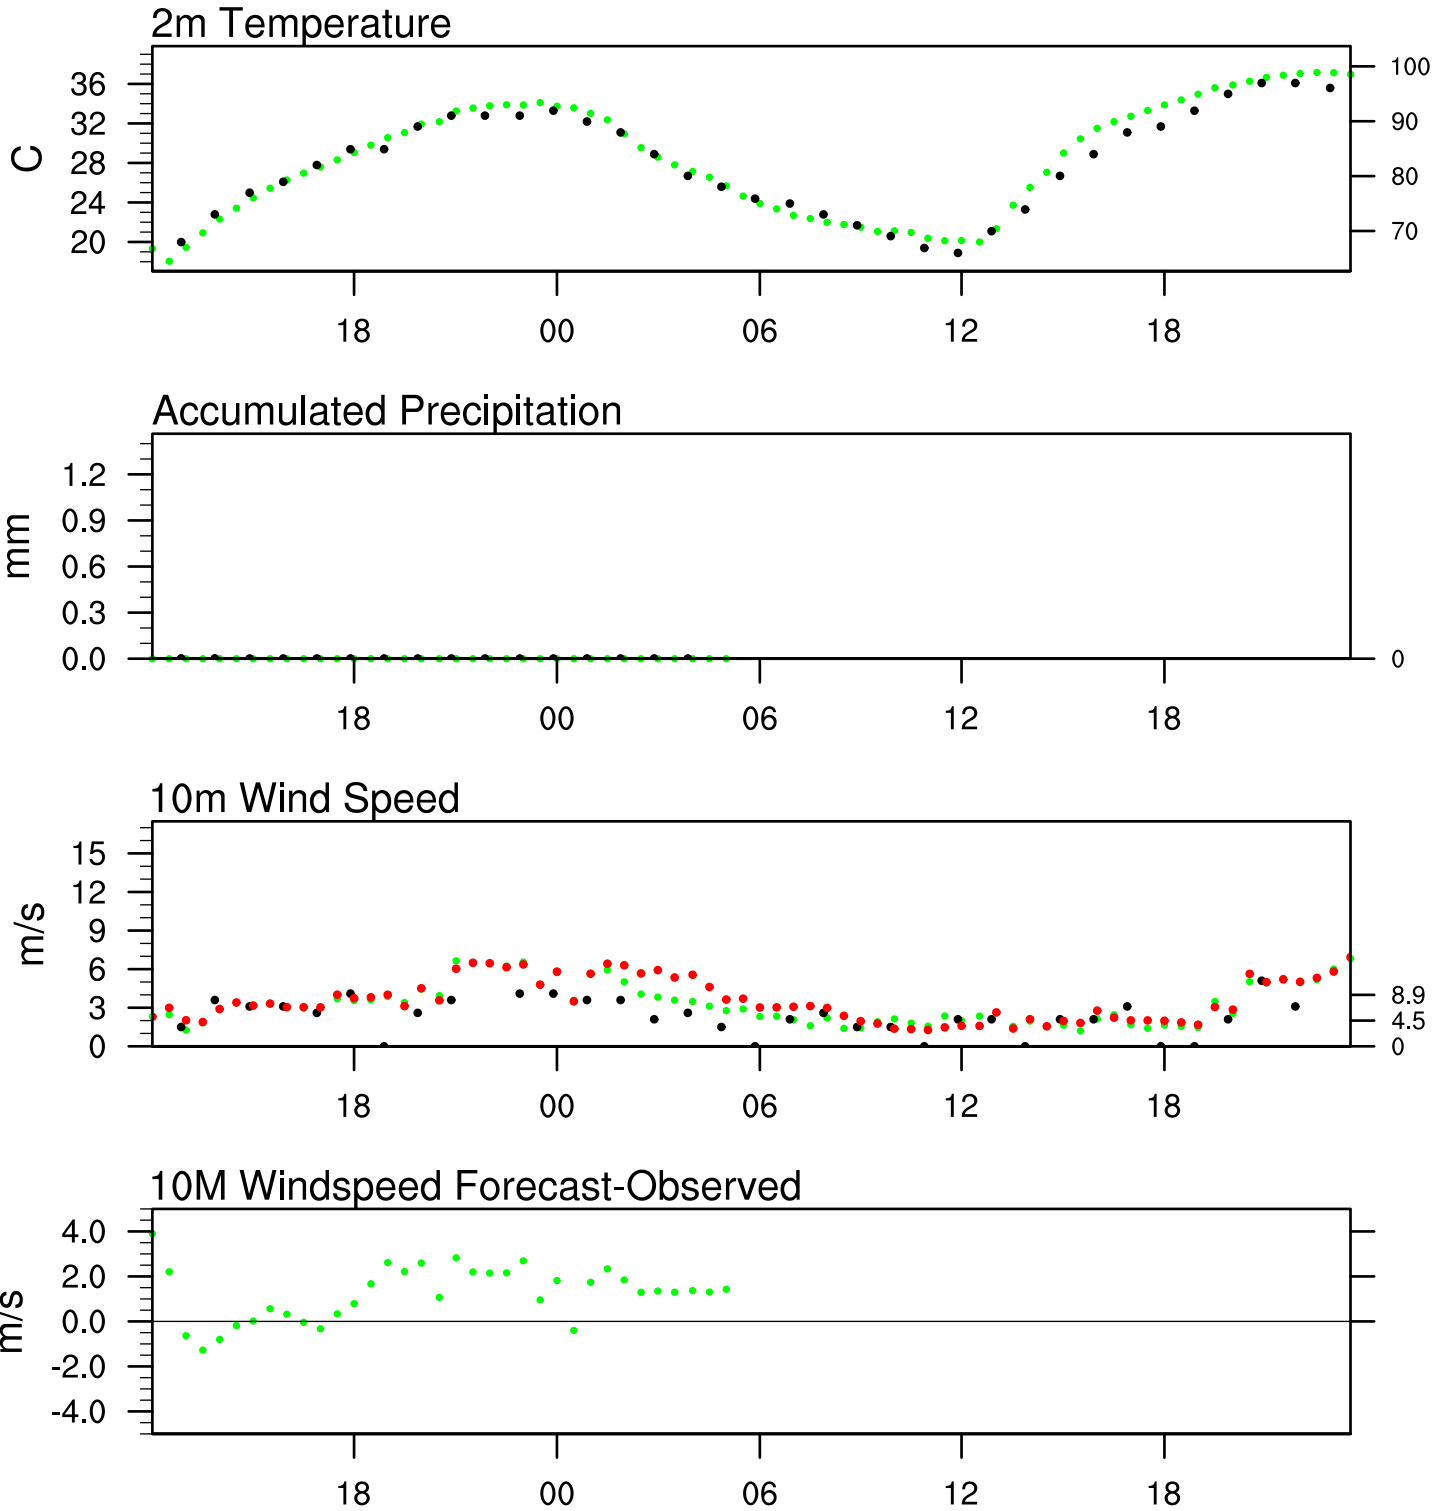 2m Temperature
C
36
32
28
24
20
100
90
80
70
18 00 06 12 18
Accumulated Precipitation
mm
1.2
0.9
0.6
0.3
0.0
0
18 00 06 12 18
10m Wind Speed
m/s
15
12
9
6
3
0
8.9
4.5
0
18 00 06 12 18
10M Windspeed Forecast-Observed
m/s
4.0
2.0
0.0
-2.0
-4.0
18 00 06 12 18